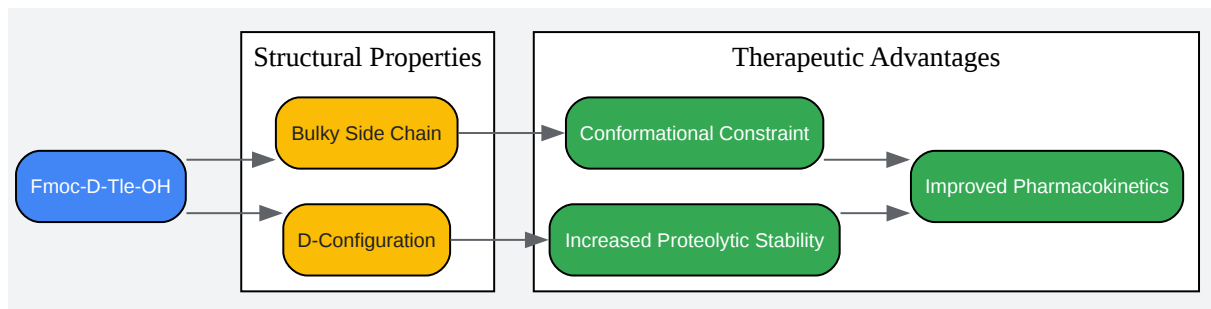 Fmoc-D-Tle-OH
Structural Properties
Bulky Side Chain
D-Configuration
Therapeutic Advantages
Conformational Constraint
Increased Proteolytic Stability
Improved Pharmacokinetics